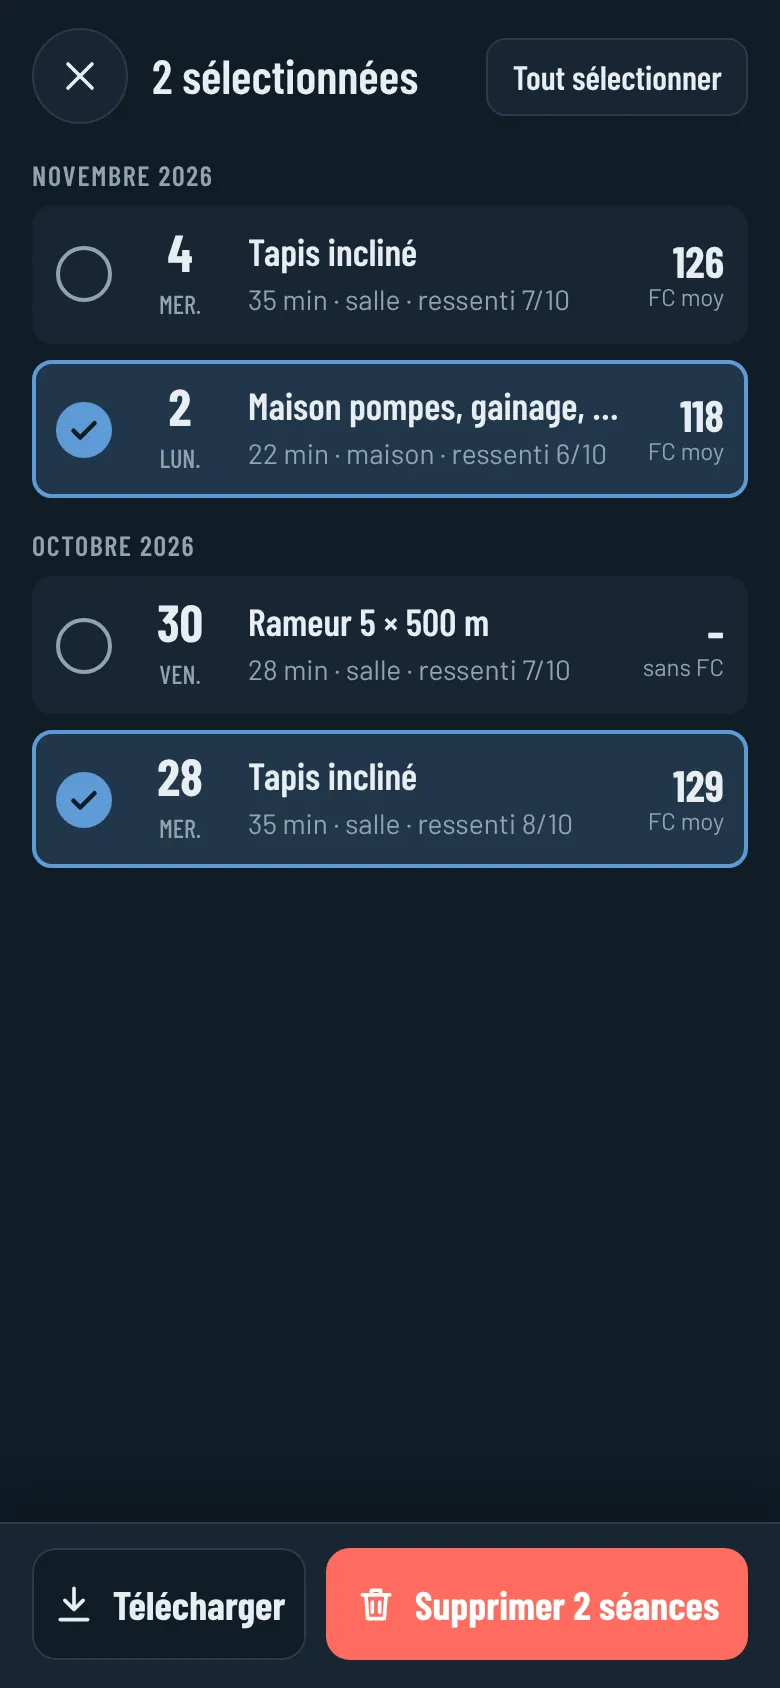 2 sélectionnées
Tout sélectionner
NOVEMBRE 2026
4
MER.
Tapis incliné
35 min · salle · ressenti 7/10
126
FC moy
2
LUN.
Maison pompes, gainage, ...
22 min · maison · ressenti 6/10
118
FC moy
OCTOBRE 2026
30
VEN.
Rameur 5 × 500 m
28 min · salle · ressenti 7/10
-
sans FC
28
MER.
Tapis incliné
35 min · salle · ressenti 8/10
129
FC moy
Télécharger
Supprimer 2 séances